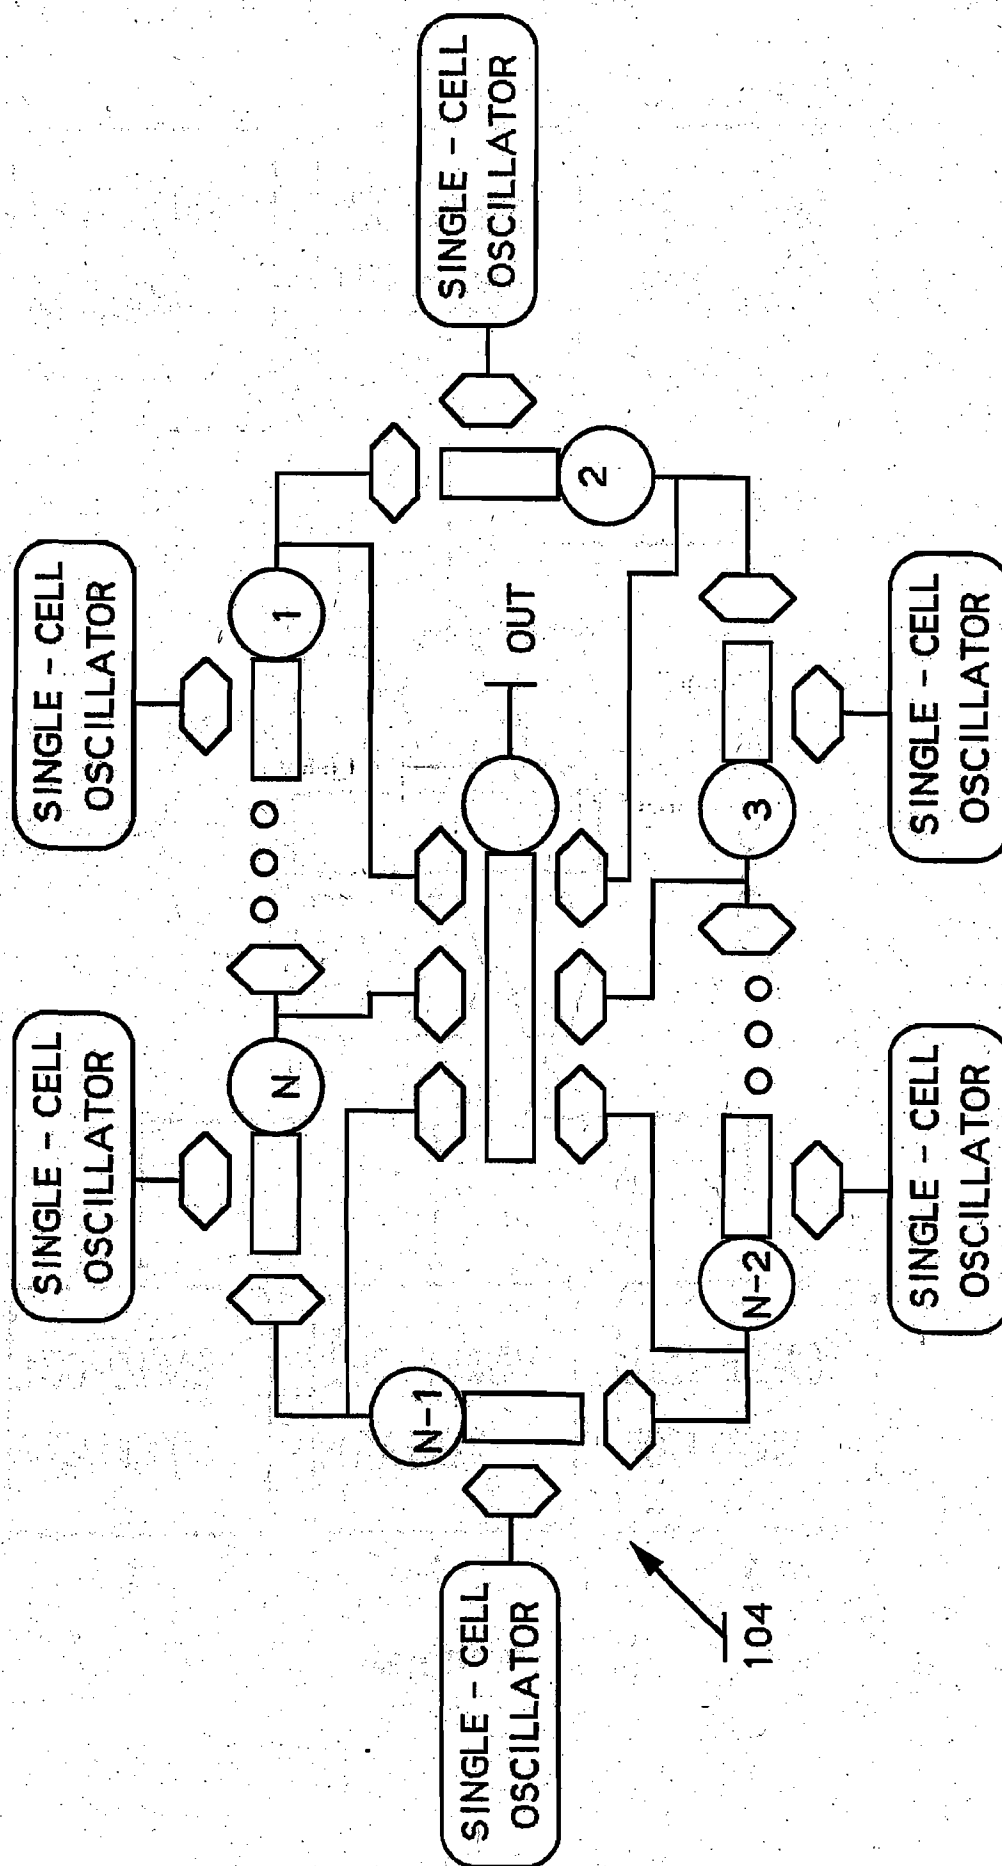 SINGLE - CELL
OSCILLATOR
SINGLE - CELL
OSCILLATOR
N
1
SINGLE - CELL
OSCILLATOR
N-1
OUT
2
SINGLE - CELL
OSCILLATOR
N-2
3
104
SINGLE - CELL
OSCILLATOR
SINGLE - CELL
OSCILLATOR